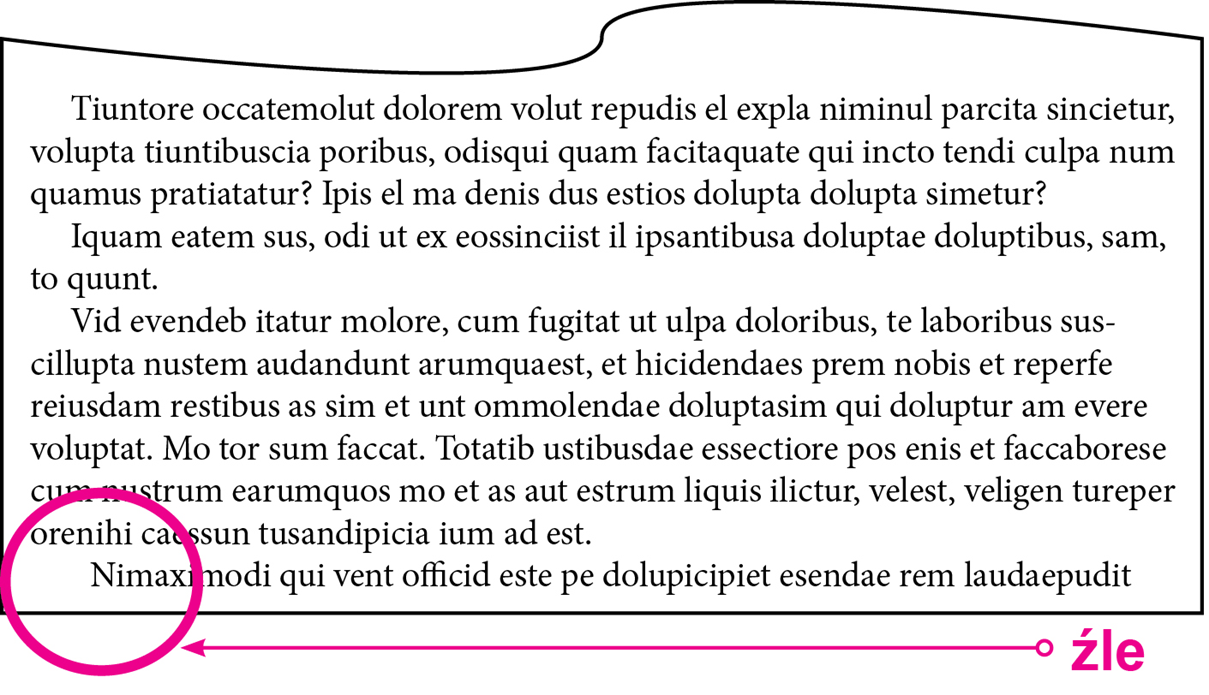 Tiuntore occatemolut dolorem volut repudis el expla niminul parcita sincietur,
volupta tiuntibuscia poribus, odisqui quam facitaquate qui incto tendi culpa num
quamus pratiatatur? Ipis el ma denis dus estios dolupta dolupta simetur?
Iquam eatem sus, odi ut ex eossinciist il ipsantibusa doluptae doluptibus, sam,
to quunt.
Vid evendeb itatur molore, cum fugitat ut ulpa doloribus, te laboribus sus-
cillupta nustem audandunt arumquaest, et hicidendaes prem nobis et reperfe
reiusdam restibus as sim et unt ommolendae doluptasim qui doluptur am evere
voluptat. Mo tor sum faccat. Totatib ustibusdae essectiore pos enis et faccaborese
cum nustrum earumquos mo et as aut estrum liquis ilictur, velest, veligen tureper
orenihi caessun tusandipicia ium ad est.
Nimaximodi qui vent officid este pe dolupicipiet esendae rem laudaepudit
źle